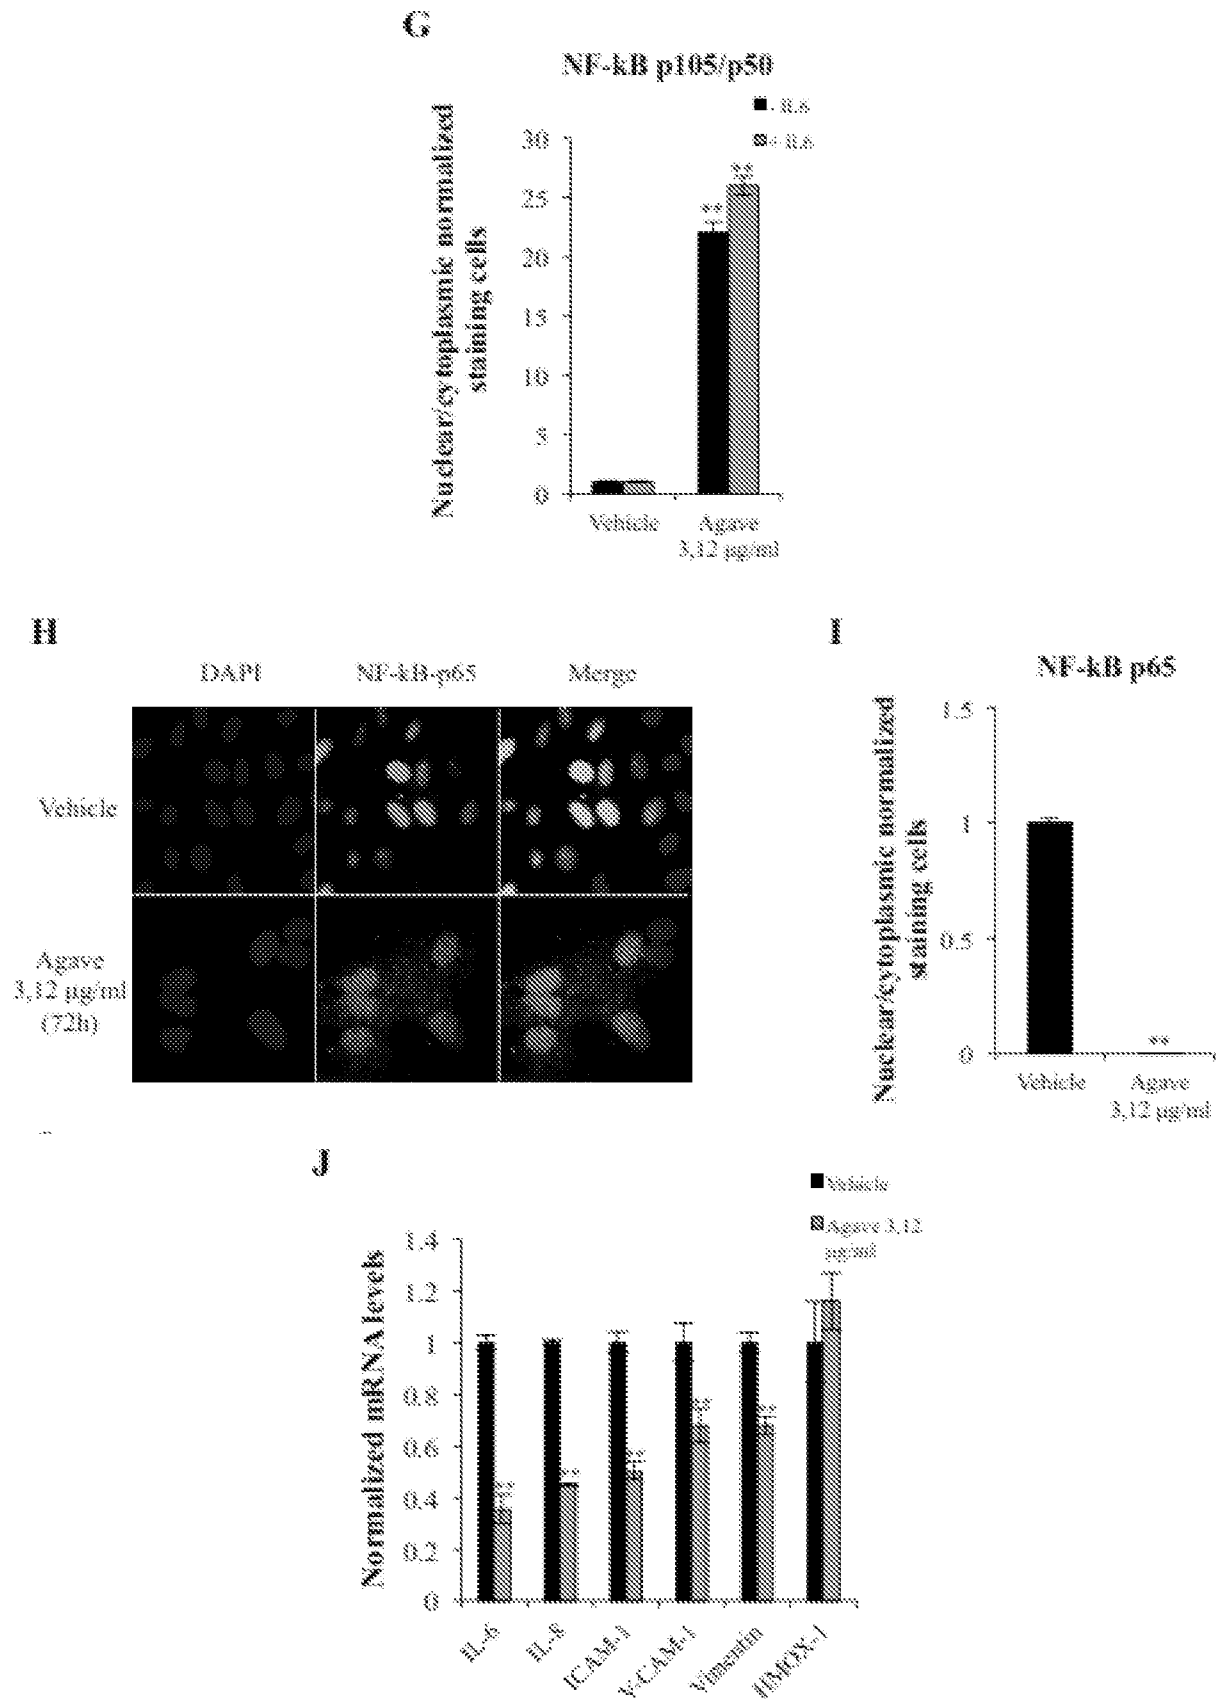 G
NF-kB p105/p50
- IL6
+ IL6
Nuclear/cytoplasmic normalized
staining cells
30
25
20
15
10
5
0
**
**
Vehicle
Agave
3,12 µg/ml
H
DAPI
NF-kB-p65
Merge
Vehicle
Agave
3,12 µg/ml
(72h)
I
NF-kB p65
Nuclear/cytoplasmic normalized
staining cells
1.5
1
0.5
0
**
Vehicle
Agave
3,12 µg/ml
J
Vehicle
Agave 3,12
µg/ml
Normalized mRNA levels
1.4
1.2
1
0.8
0.6
0.4
0.2
0
**
**
**
**
**
IL-6
IL-8
ICAM-1
V-CAM-1
Vimentin
HMOX-1